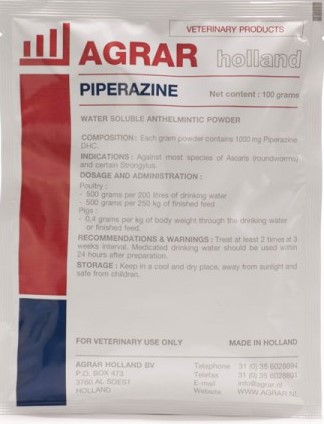 VETERINARY PRODUCTS
AGRAR holland
PIPERAZINE Net content : 100 grams
WATER SOLUBLE ANTHELMINTIC POWDER
COMPOSITION : Each gram powder contains 1000 mg Piperazine
DHC.
INDICATIONS : Against most species of Ascaris (roundworms)
and certain Strongylus.
DOSAGE AND ADMINISTRATION :
Poultry :
- 500 grams per 200 litres of drinking water
- 500 grams per 250 kg of finished feed
Pigs :
- 0,4 grams per kg of body weight through the drinking water
or finished feed.
RECOMMENDATIONS & WARNINGS : Treat at least 2 times at 3
weeks interval. Medicated drinking water should be used within
24 hours after preparation.
STORAGE : Keep in a cool and dry place, away from sunlight and
safe from children.
FOR VETERINARY USE ONLY MADE IN HOLLAND
AGRAR HOLLAND BV Telephone 31 (0) 35 6028894
P.O. BOX 473 Telefax 31 (0) 35
3760 AL SOEST E-mail info@agrar.nl
HOLLAND Website WWW.AGRAR.NL